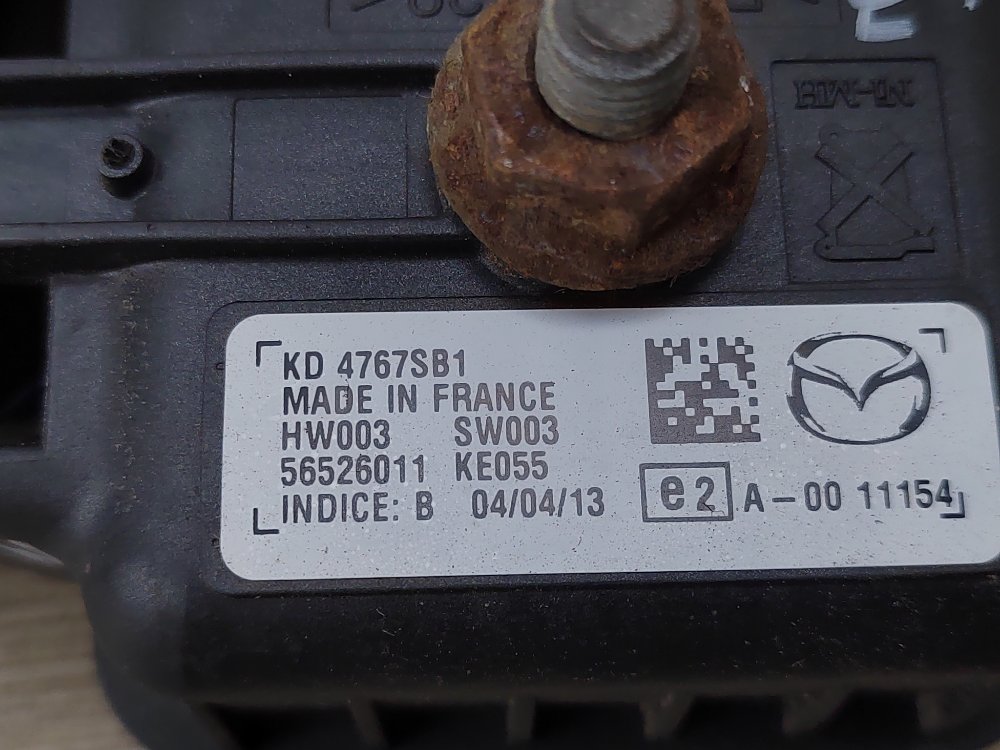 KD 4767SB1
MADE IN FRANCE
HW003 SW003
56526011 KE055
INDICE: B 04/04/13
e2 A-00 11154